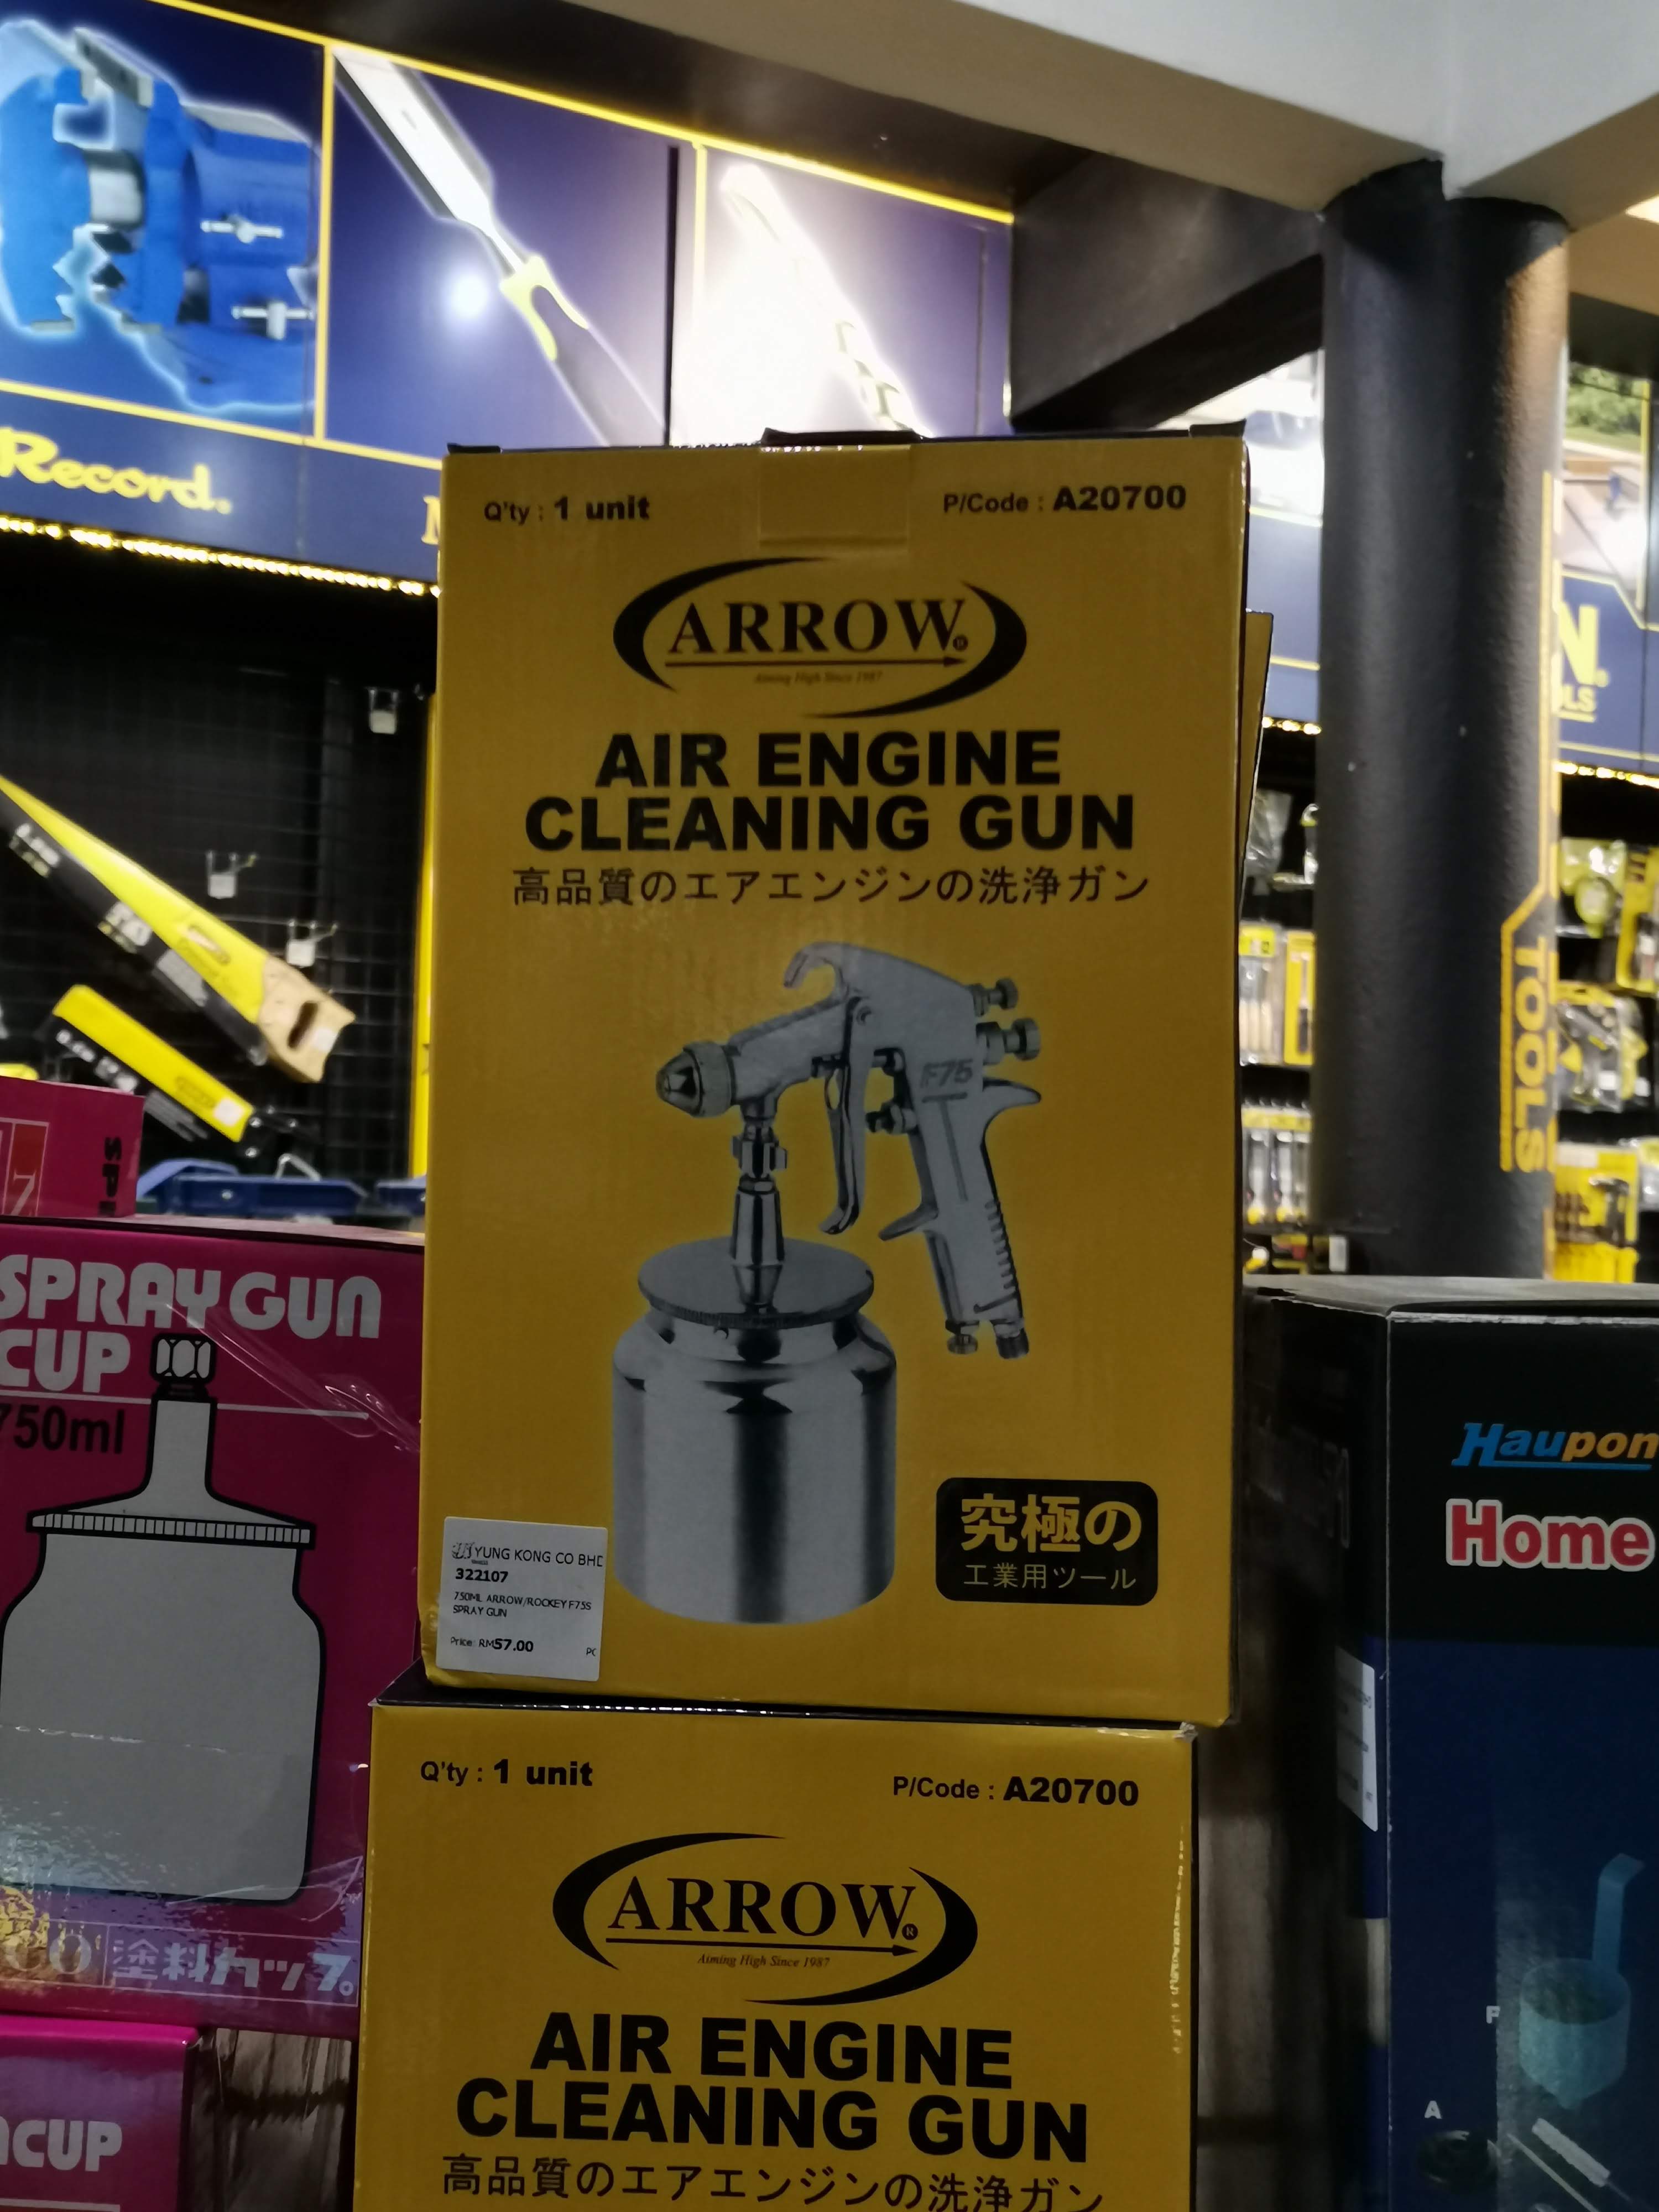 Record.
TOOLS
Q'ty : 1 unit
P/Code : A20700
ARROW®
Aiming High Since 1987
AIR ENGINE
CLEANING GUN
高品質のエアエンジンの洗浄ガン
F75
究極の
工業用ツール
YUNG KONG CO BHD
322107
750ML ARROW/ROCKEY F75S
SPRAY GUN
Price: RM57.00
PC
SPRAY GUN
CUP
750ml
塗料カップ。
CUP
Haupon
Home
F
A
Q'ty : 1 unit
P/Code : A20700
ARROW®
Aiming High Since 1987
AIR ENGINE
CLEANING GUN
高品質のエアエンジンの洗浄ガン